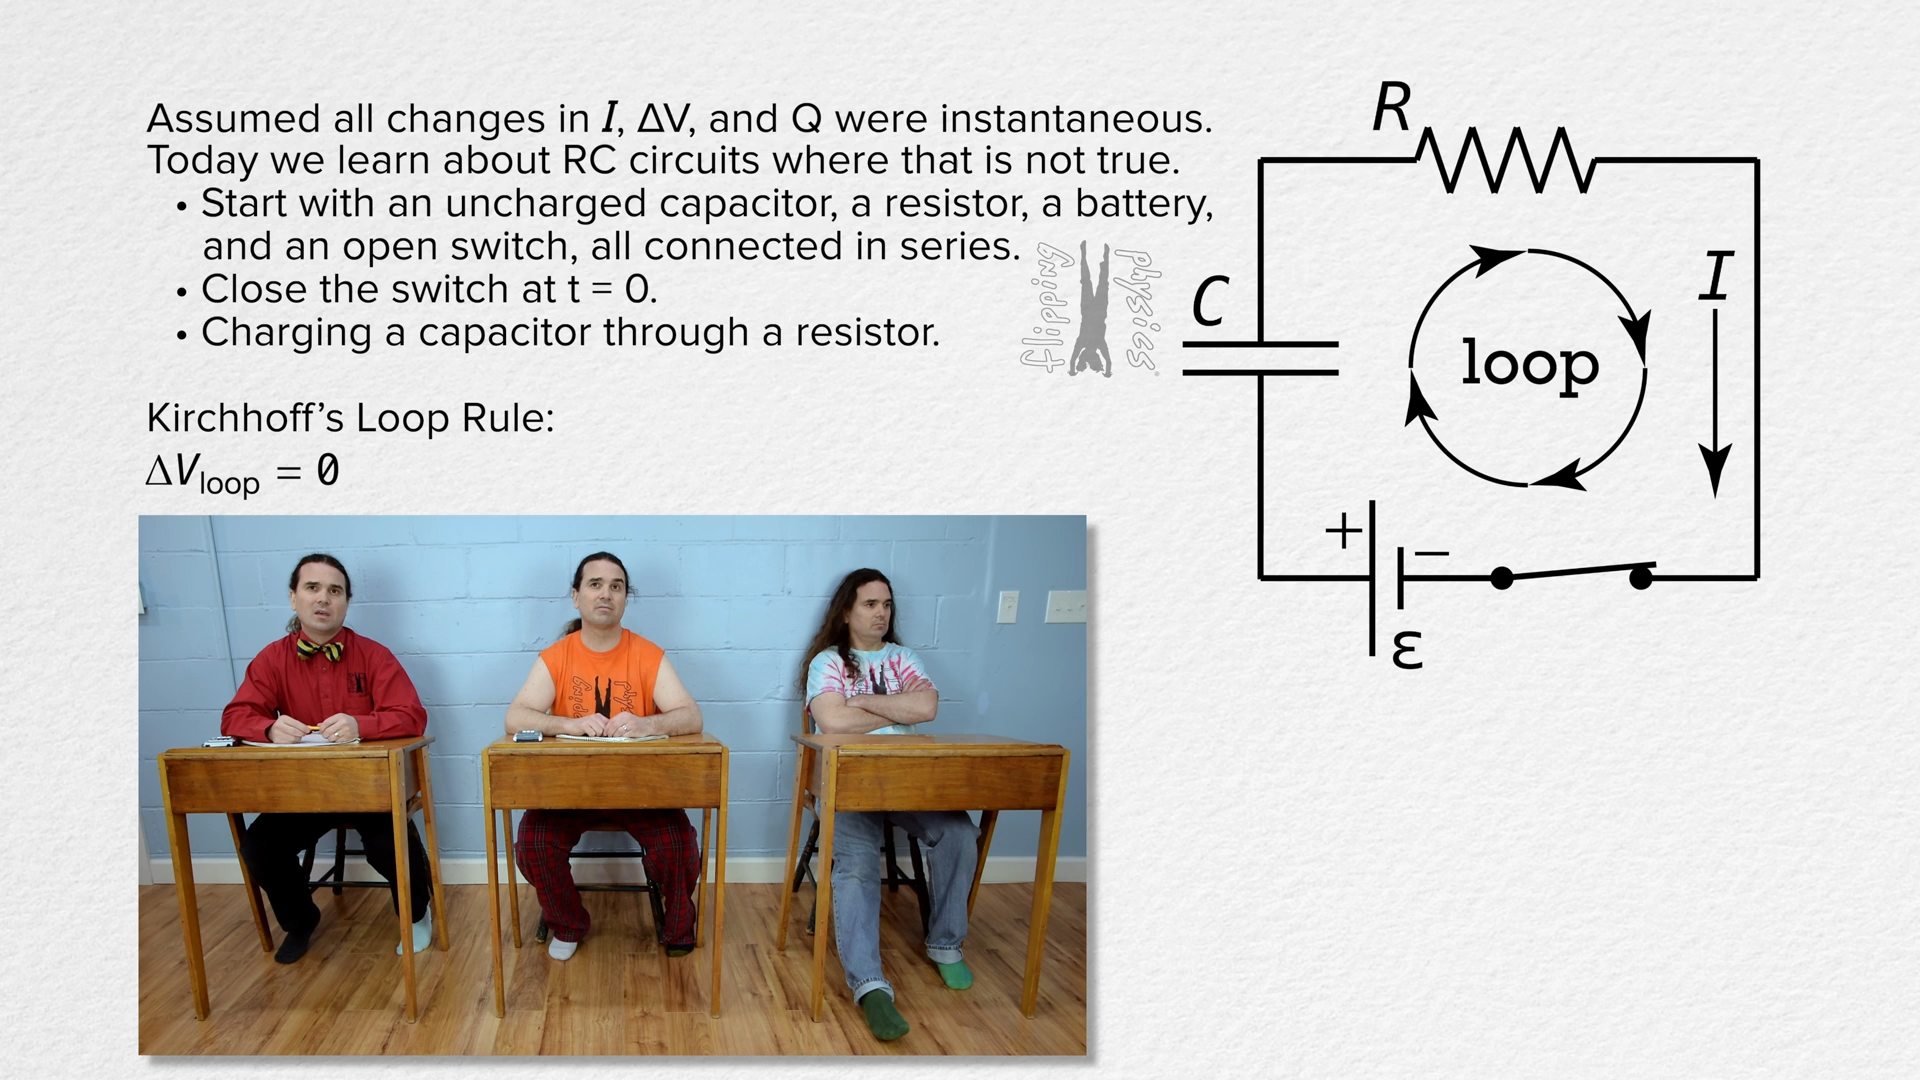 Assumed all changes in I, ΔV, and Q were instantaneous.
Today we learn about RC circuits where that is not true.
• Start with an uncharged capacitor, a resistor, a battery,
and an open switch, all connected in series.
• Close the switch at t = 0.
• Charging a capacitor through a resistor.
flipping physics
Kirchhoff's Loop Rule:
ΔVloop = 0
R
C
loop
I
+
−
ε
flipping physics